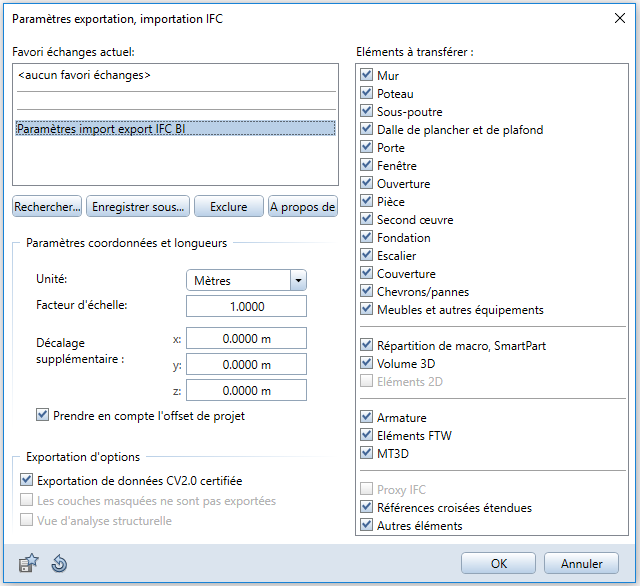 Paramètres exportation, importation IFC
Favori échanges actuel:
<aucun favori échanges>
Paramètres import export IFC BI
Rechercher...
Enregistrer sous...
Exclure
A propos de
Paramètres coordonnées et longueurs
Unité:
Mètres
Facteur d'échelle:
1.0000
Décalage
supplémentaire :
x:
0.0000 m
y:
0.0000 m
z:
0.0000 m
Prendre en compte l'offset de projet
Exportation d'options
Exportation de données CV2.0 certifiée
Les couches masquées ne sont pas exportées
Vue d'analyse structurelle
Eléments à transférer :
Mur
Poteau
Sous-poutre
Dalle de plancher et de plafond
Porte
Fenêtre
Ouverture
Pièce
Second œuvre
Fondation
Escalier
Couverture
Chevrons/pannes
Meubles et autres équipements
Répartition de macro, SmartPart
Volume 3D
Eléments 2D
Armature
Eléments FTW
MT3D
Proxy IFC
Références croisées étendues
Autres éléments
OK
Annuler